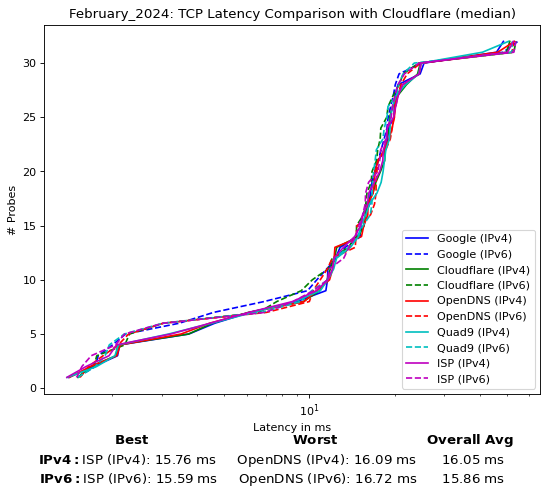 February_2024: TCP Latency Comparison with Cloudflare (median)
# Probes
30
25
20
15
10
5
0
Google (IPv4)
Google (IPv6)
Cloudflare (IPv4)
Cloudflare (IPv6)
OpenDNS (IPv4)
OpenDNS (IPv6)
Quad9 (IPv4)
Quad9 (IPv6)
ISP (IPv4)
ISP (IPv6)
10^1
Latency in ms
Best Worst Overall Avg
IPv4: ISP (IPv4): 15.76 ms OpenDNS (IPv4): 16.09 ms 16.05 ms
IPv6: ISP (IPv6): 15.59 ms OpenDNS (IPv6): 16.72 ms 15.86 ms